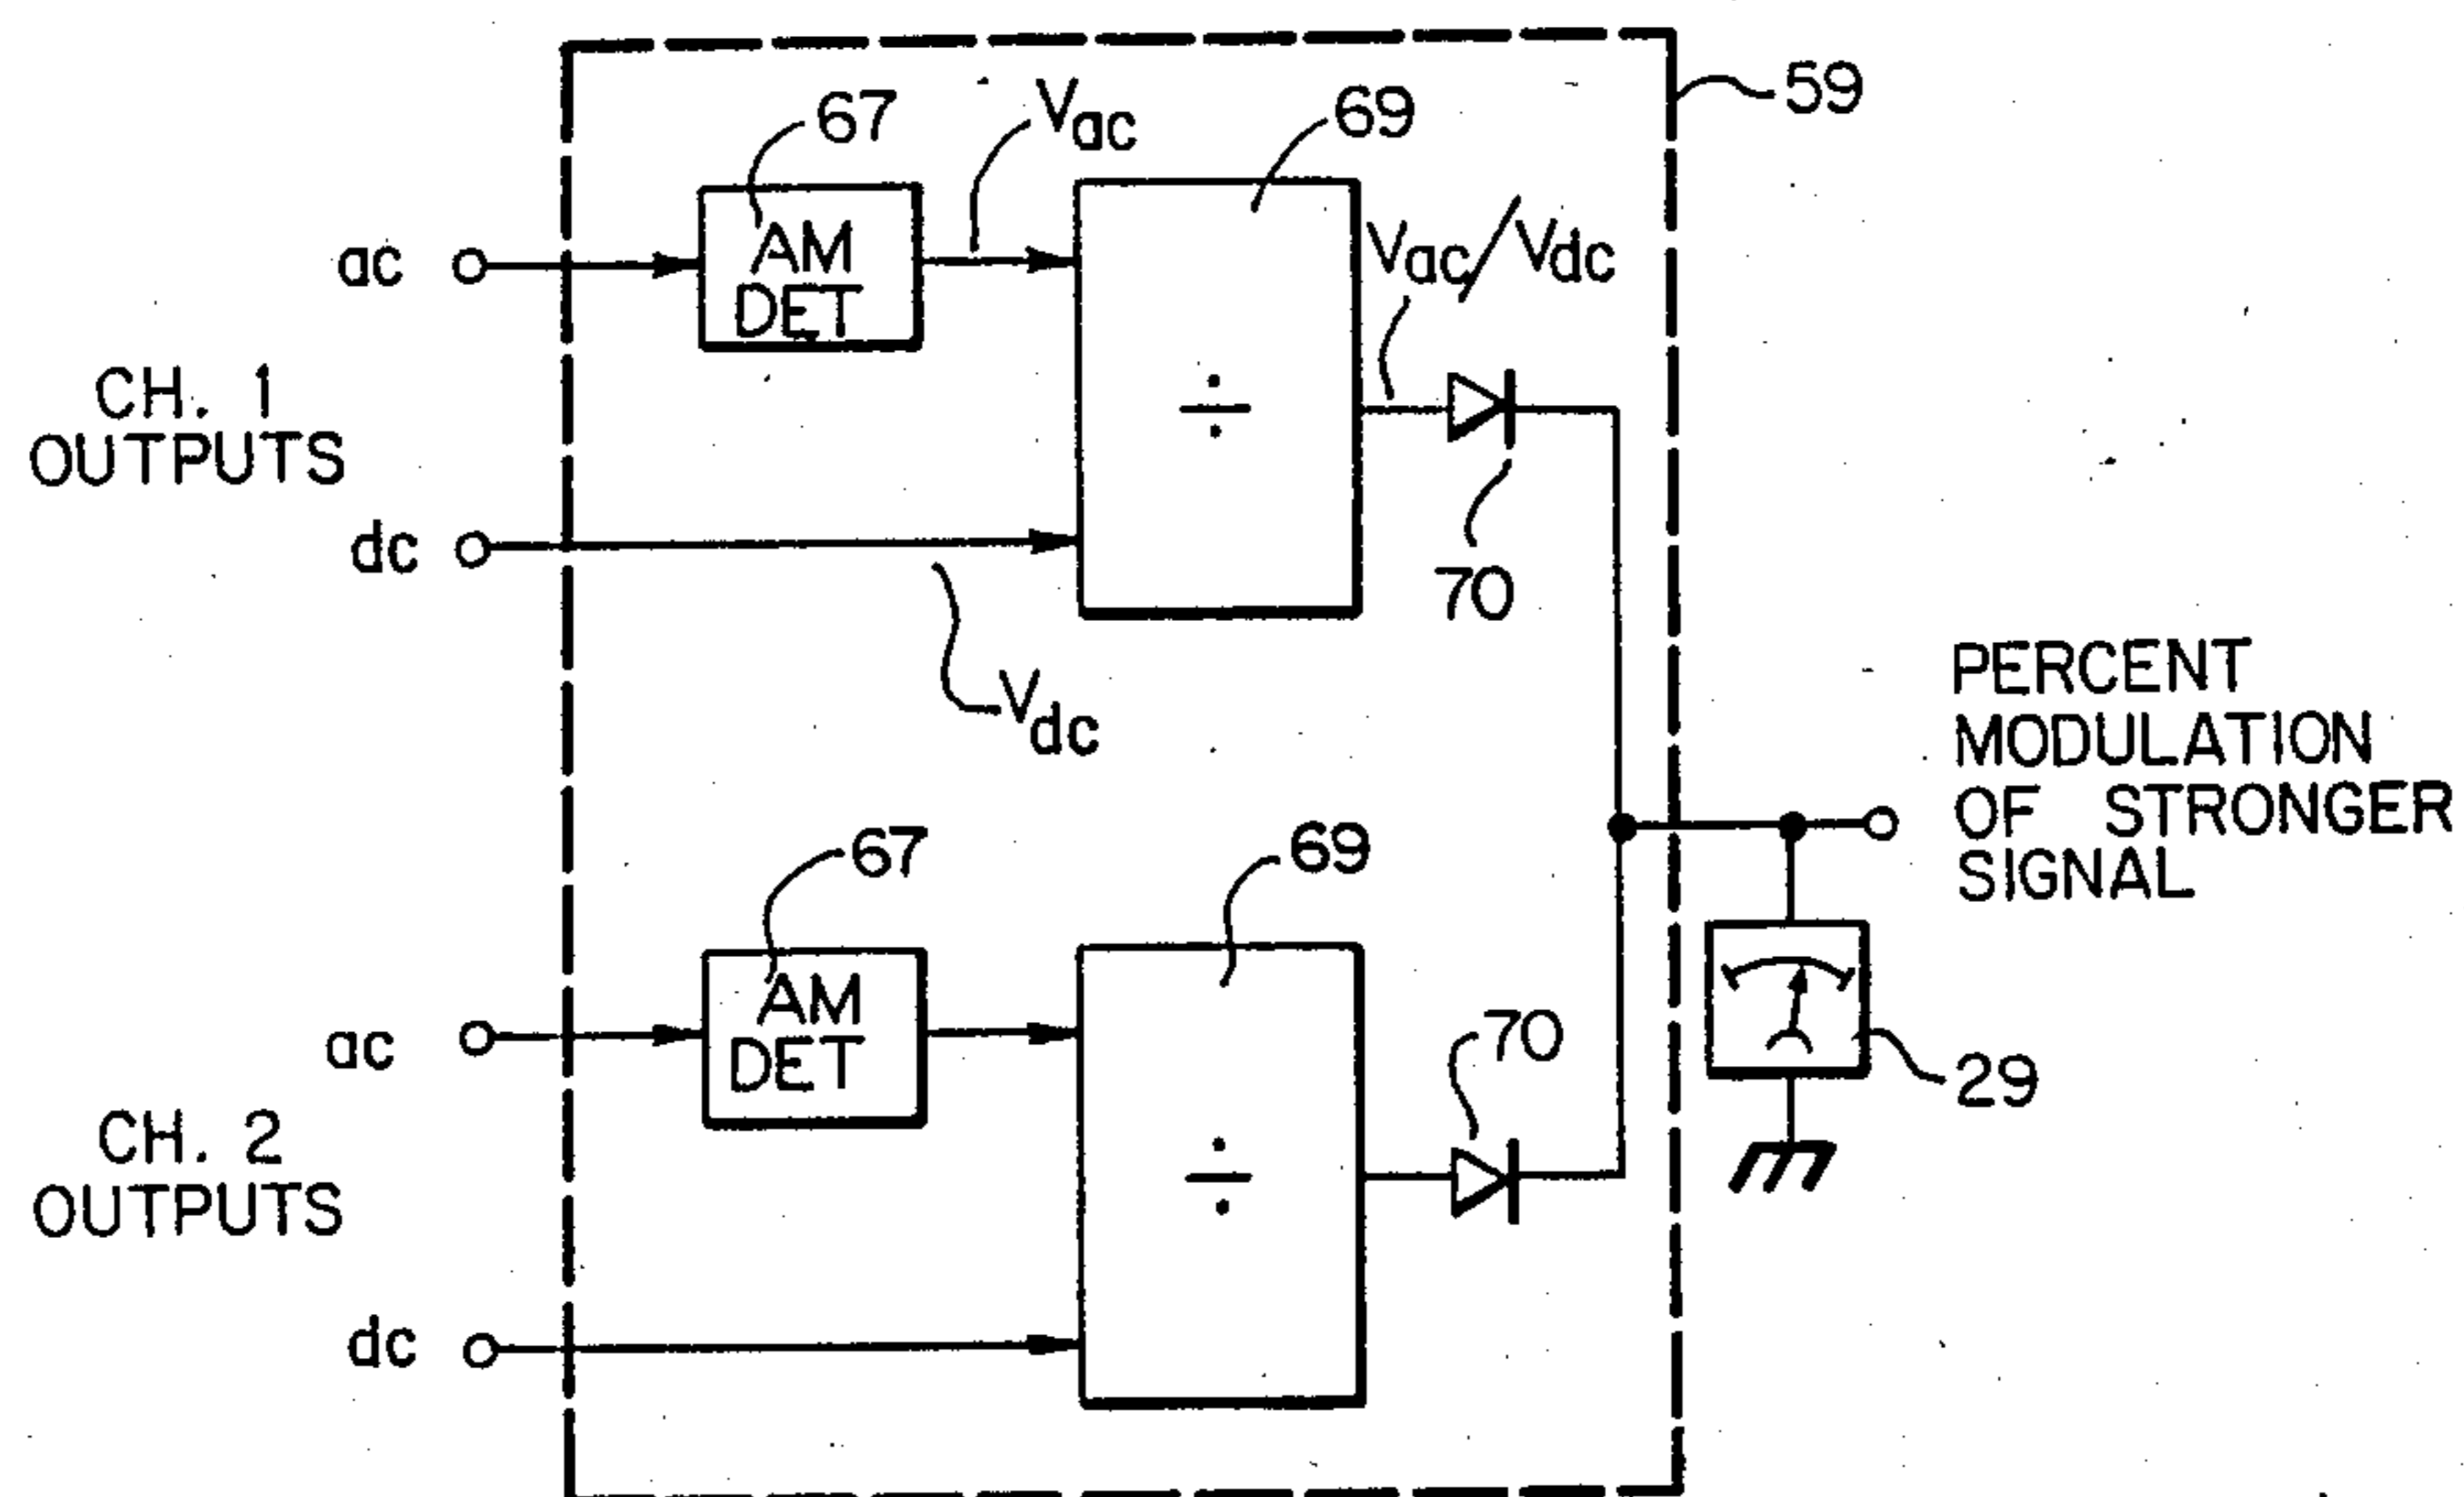 59
67
Vac
69
Vac/Vdc
ac
AM
DET
CH. 1
OUTPUTS
÷
dc
70
Vdc
PERCENT
MODULATION
OF STRONGER
SIGNAL
67
69
ac
AM
DET
70
29
CH. 2
OUTPUTS
÷
dc